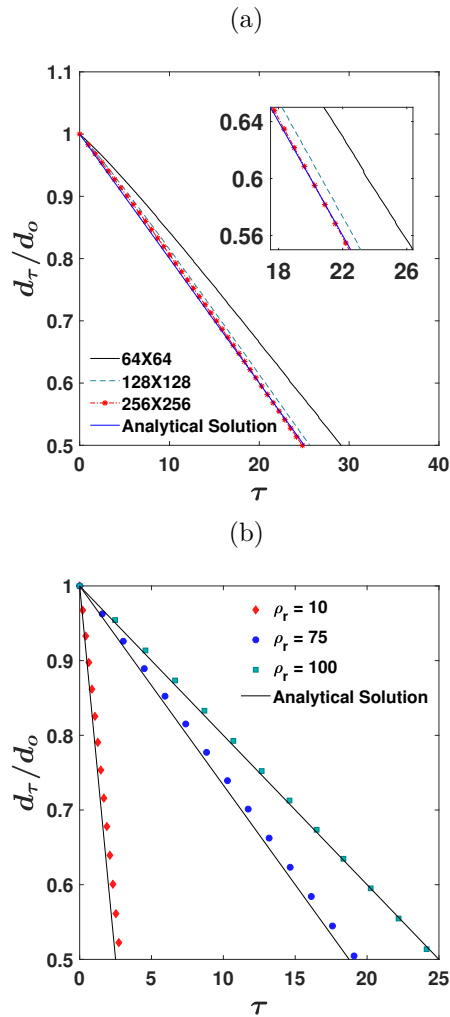 (a)
1.1
1
0.9
0.8
0.7
0.6
0.5
0 10 20 30 40
d_τ/d_o
τ
0.64
0.6
0.56
18 22 26
64X64
128X128
256X256
Analytical Solution
(b)
1
0.9
0.8
0.7
0.6
0.5
0 5 10 15 20 25
d_τ/d_o
τ
ρ_r = 10
ρ_r = 75
ρ_r = 100
Analytical Solution